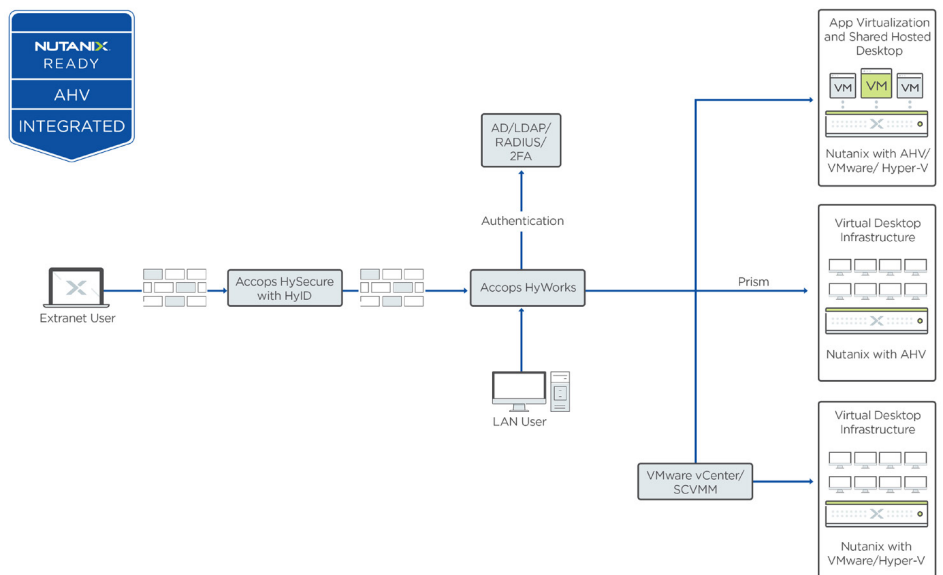 NUTANIX
READY
AHV
INTEGRATED
App Virtualization
and Shared Hosted
Desktop
VM
VM
VM
Nutanix with AHV/
VMware/ Hyper-V
AD/LDAP/
RADIUS/
2FA
Authentication
Virtual Desktop
Infrastructure
Nutanix with AHV
Prism
Extranet User
Accops HySecure
with HyID
Accops HyWorks
LAN User
VMware vCenter/
SCVMM
Virtual Desktop
Infrastructure
Nutanix with
VMware/Hyper-V